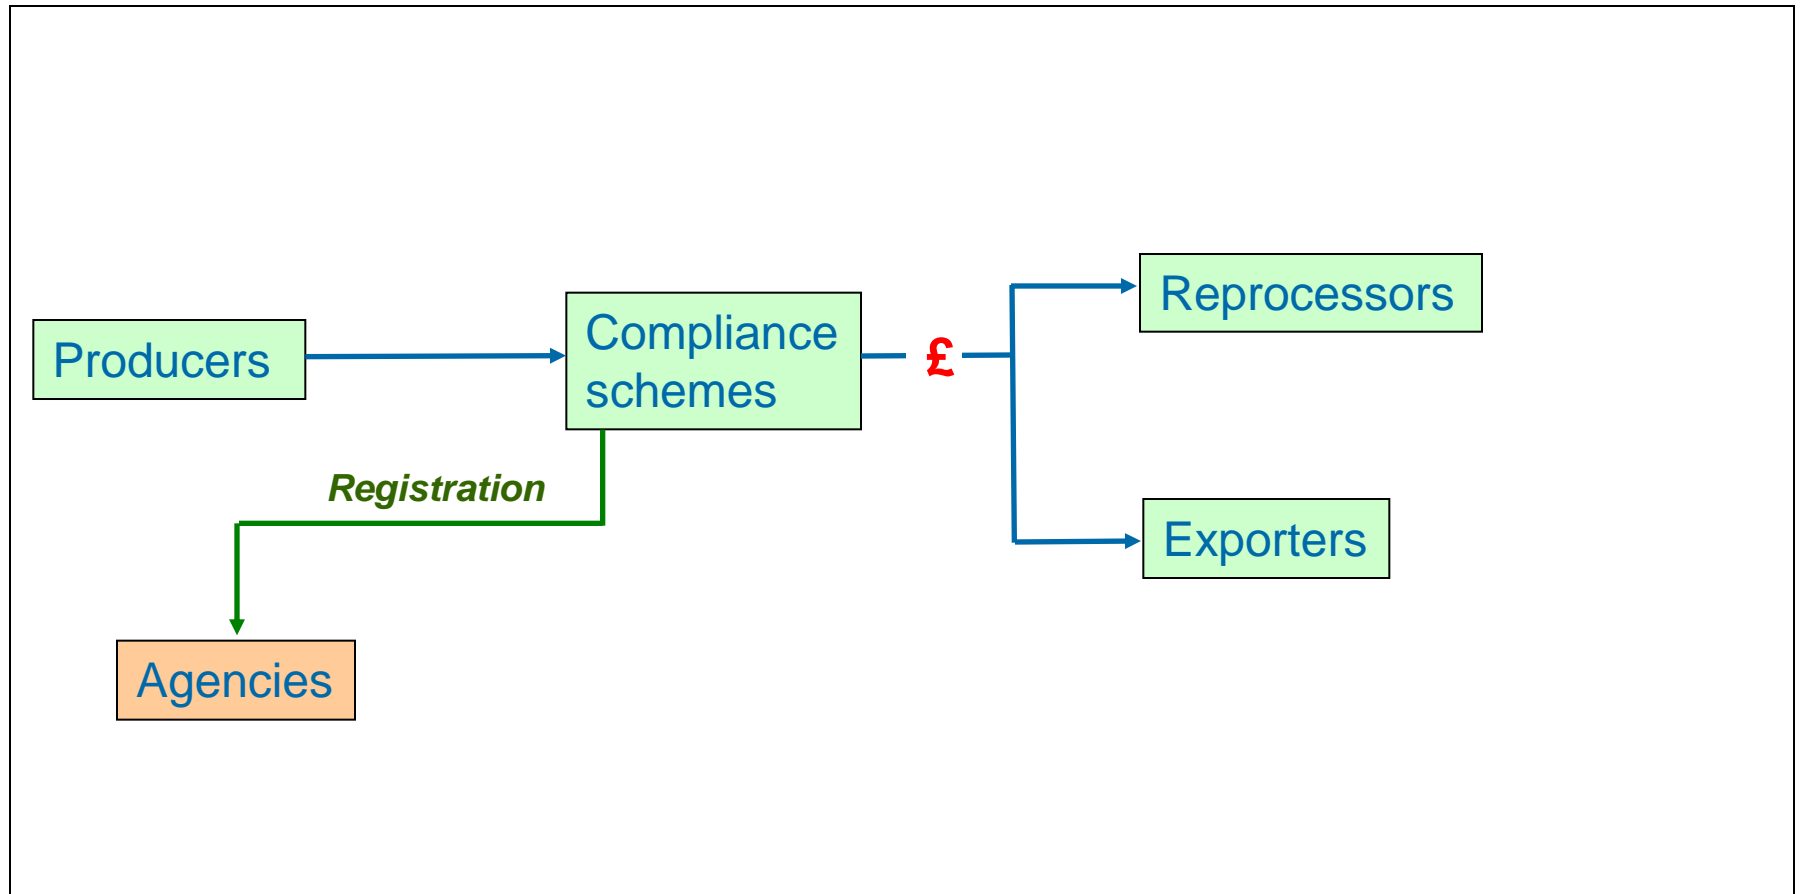 Producers
Compliance
schemes
£
Reprocessors
Exporters
Registration
Agencies